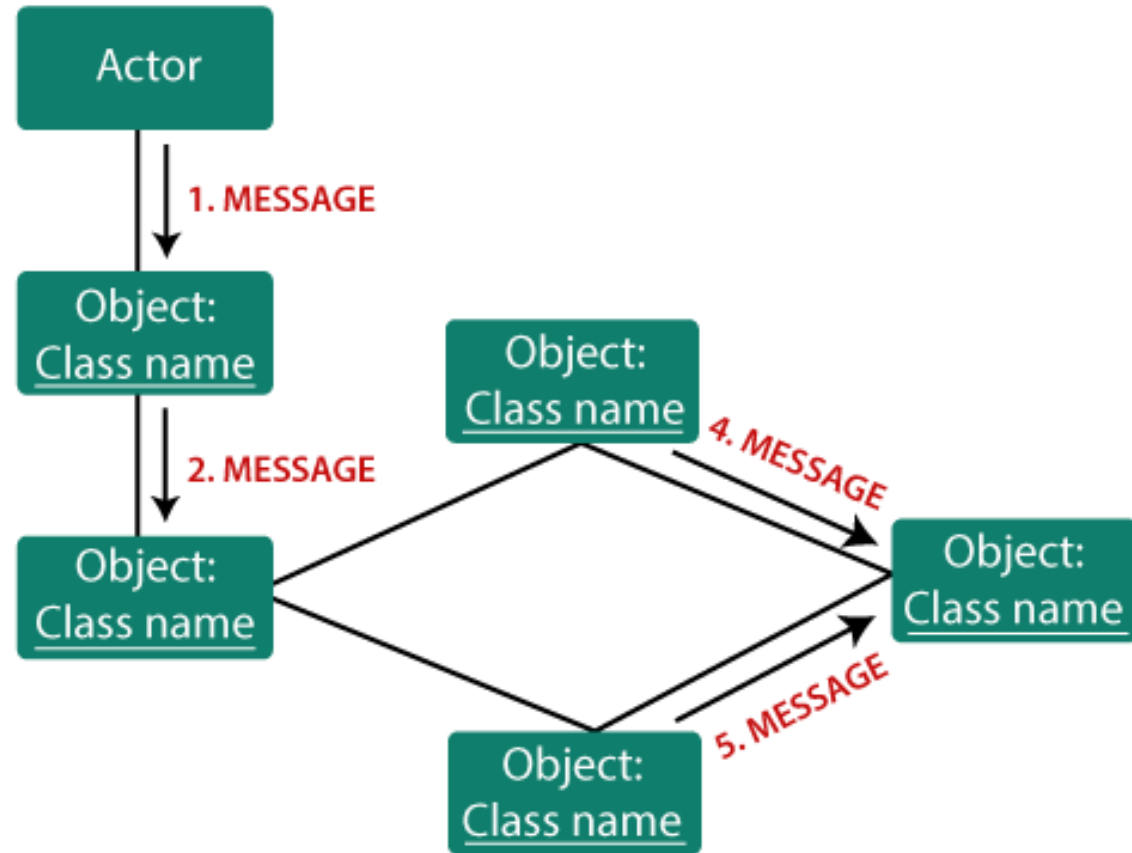 Actor
1. MESSAGE
Object:
Class name
2. MESSAGE
Object:
Class name
Object:
Class name
4. MESSAGE
Object:
Class name
5. MESSAGE
Object:
Class name